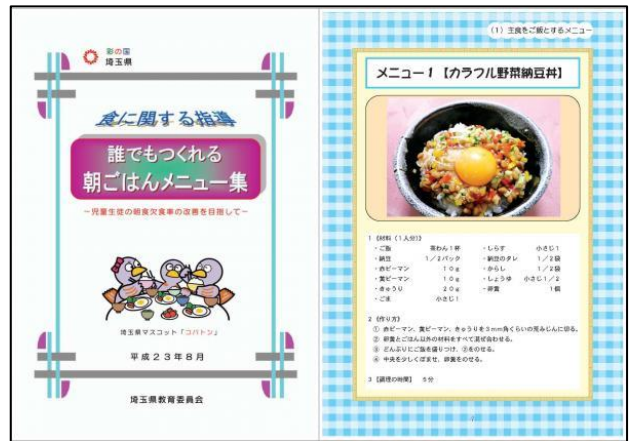 彩の国
埼玉県
食に関する指導
誰でもつくれる
朝ごはんメニュー集
～児童生徒の朝食欠食率の改善を目指して～
埼玉県マスコット「コバトン」
平成２３年８月
埼玉県教育委員会
(1) 主食をご飯とするメニュー
メニュー１【カラフル野菜納豆丼】
１《材料（１人分）》
・ご飯 茶わん１杯 ・しらす 小さじ１
・納豆 １／２パック ・納豆のタレ １／２袋
・赤ピーマン １０ｇ ・からし １／２袋
・黄ピーマン １０ｇ ・しょうゆ 小さじ１／２
・きゅうり ２０ｇ ・卵黄 １個
・ごま 小さじ１
２《作り方》
① 赤ピーマン、黄ピーマン、きゅうりを３ｍｍ角くらいの荒みじんに切る。
② 卵黄とごはん以外の材料をすべて混ぜ合わせる。
③ どんぶりにご飯を盛りつけ、②をのせる。
④ 中央を少しくぼませ、卵黄をのせる。
３【調理の時間】 ５分